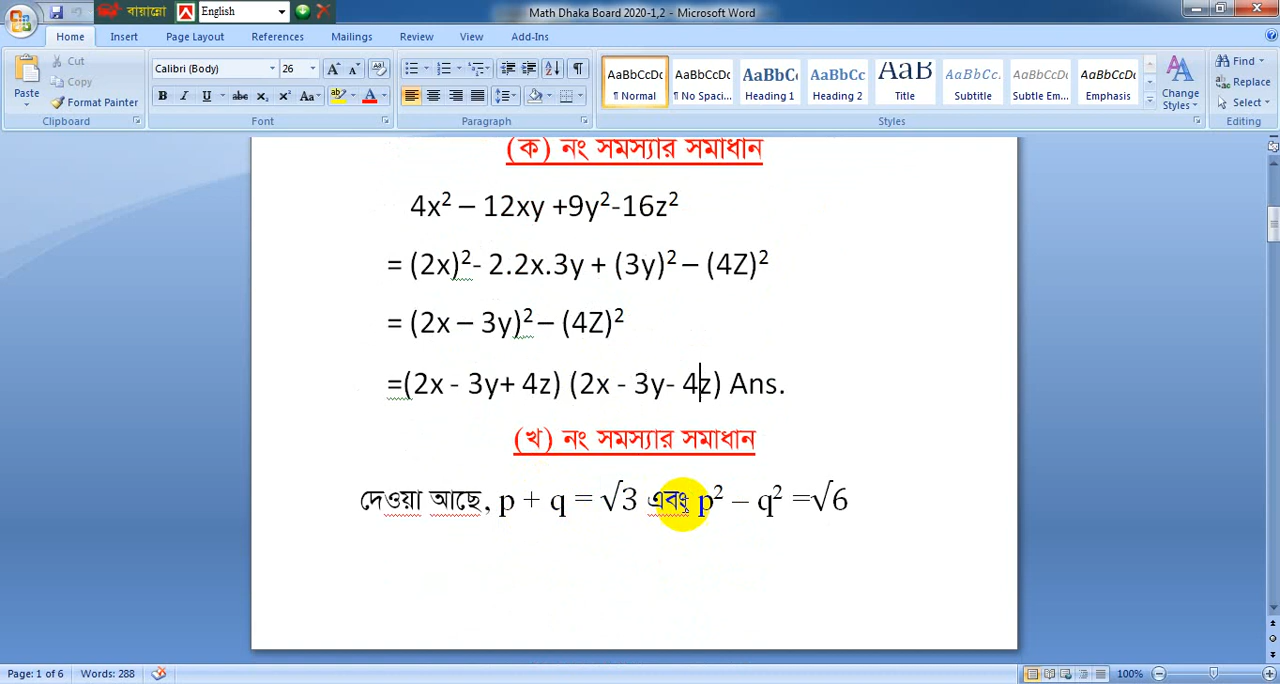 বায়ান্নো English Math Dhaka Board 2020-1,2 - Microsoft Word
Home Insert Page Layout References Mailings Review View Add-Ins
Cut Calibri (Body) 26 AaBbCcDc AaBbCcDc AaBbCc AaBbCc AaB AaBbCc. AaBbCcDc AaBbCcDc Find
Copy Replace
Paste Format Painter B I U abc x₂ x² Aa ¶ Normal ¶ No Spaci... Heading 1 Heading 2 Title Subtitle Subtle Em... Emphasis Change Styles Select
Clipboard Font Paragraph Styles Editing
(ক) নং সমস্যার সমাধান
4x² – 12xy +9y²-16z²
= (2x)²- 2.2x.3y + (3y)² – (4Z)²
= (2x – 3y)² – (4Z)²
=(2x - 3y+ 4z) (2x - 3y- 4z) Ans.
(খ) নং সমস্যার সমাধান
দেওয়া আছে, p + q = √3 এবং p² – q² =√6
Page: 1 of 6 Words: 288 100%